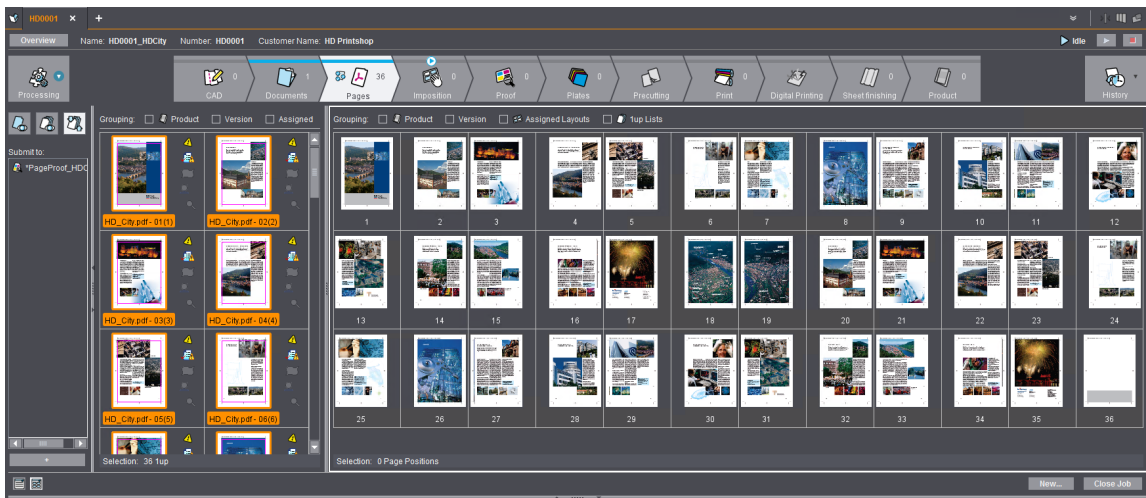 HD0001 × +
Overview Name: HD0001_HDCity Number: HD0001 Customer Name: HD Printshop Idle
Processing
CAD 0
Documents 1
Pages 36
Imposition 0
Proof 0
Plates 0
Precutting
Print 0
Digital Printing
Sheet finishing 0
Product 0
History
Submit to:
*PageProof_HDC
+
Grouping: Product Version Assigned
HD_City.pdf - 01(1) HD_City.pdf - 02(2)
HD_City.pdf - 03(3) HD_City.pdf - 04(4)
HD_City.pdf - 05(5) HD_City.pdf - 06(6)
Selection: 36 1up
Grouping: Product Version Assigned Layouts 1up Lists
1 2 3 4 5 6 7 8 9 10 11 12
13 14 15 16 17 18 19 20 21 22 23 24
25 26 27 28 29 30 31 32 33 34 35 36
Selection: 0 Page Positions
New... Close Job